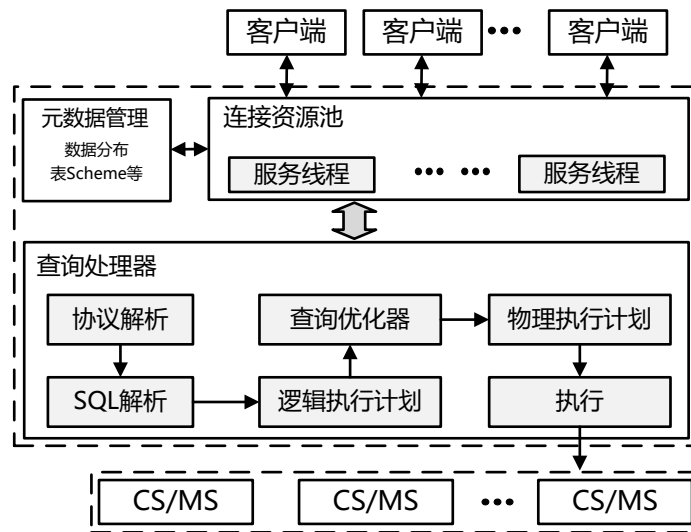 客户端
客户端
•••
客户端
元数据管理
数据分布
表Scheme等
连接资源池
服务线程
••• •••
服务线程
查询处理器
协议解析
查询优化器
物理执行计划
SQL解析
逻辑执行计划
执行
CS/MS
CS/MS
•••
CS/MS